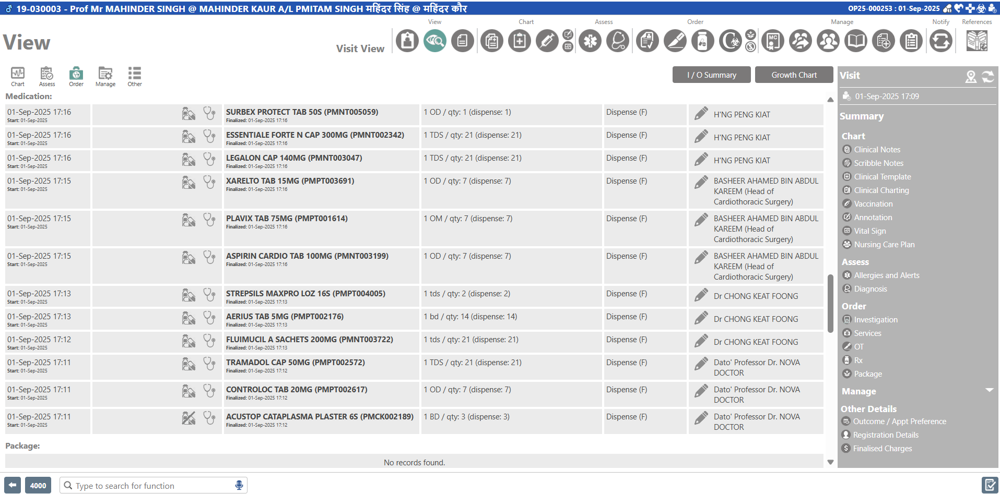 19-030003 - Prof Mr MAHINDER SINGH @ MAHINDER KAUR A/L PMITAM SINGH महिंदर सिंह @ महिंदर कौर
OP25-000253 : 01-Sep-2025
View
Chart
Assess
Order
Manage
Notify
References
View
Visit View
MC
Chart
Assess
Order
Manage
Other
I / O Summary
Growth Chart
Medication:
01-Sep-2025 17:16
Start: 01-Sep-2025
SURBEX PROTECT TAB 50S (PMNT005059)
Finalized: 01-Sep-2025 17:16
1 OD / qty: 1 (dispense: 1)
Dispense (F)
H'NG PENG KIAT
01-Sep-2025 17:16
Start: 01-Sep-2025
ESSENTIALE FORTE N CAP 300MG (PMNT002342)
Finalized: 01-Sep-2025 17:16
1 TDS / qty: 21 (dispense: 21)
Dispense (F)
H'NG PENG KIAT
01-Sep-2025 17:16
Start: 01-Sep-2025
LEGALON CAP 140MG (PMNT003047)
Finalized: 01-Sep-2025 17:16
1 TDS / qty: 21 (dispense: 21)
Dispense (F)
H'NG PENG KIAT
01-Sep-2025 17:15
Start: 01-Sep-2025
XARELTO TAB 15MG (PMPT003691)
Finalized: 01-Sep-2025 17:16
1 OD / qty: 7 (dispense: 7)
Dispense (F)
BASHEER AHAMED BIN ABDUL
KAREEM (Head of
Cardiothoracic Surgery)
01-Sep-2025 17:15
Start: 01-Sep-2025
PLAVIX TAB 75MG (PMPT001614)
Finalized: 01-Sep-2025 17:16
1 OM / qty: 7 (dispense: 7)
Dispense (F)
BASHEER AHAMED BIN ABDUL
KAREEM (Head of
Cardiothoracic Surgery)
01-Sep-2025 17:15
Start: 01-Sep-2025
ASPIRIN CARDIO TAB 100MG (PMNT003199)
Finalized: 01-Sep-2025 17:16
1 OD / qty: 7 (dispense: 7)
Dispense (F)
BASHEER AHAMED BIN ABDUL
KAREEM (Head of
Cardiothoracic Surgery)
01-Sep-2025 17:13
Start: 01-Sep-2025
STREPSILS MAXPRO LOZ 16S (PMPT004005)
Finalized: 01-Sep-2025 17:13
1 tds / qty: 2 (dispense: 2)
Dispense (F)
Dr CHONG KEAT FOONG
01-Sep-2025 17:13
Start: 01-Sep-2025
AERIUS TAB 5MG (PMPT002176)
Finalized: 01-Sep-2025 17:13
1 bd / qty: 14 (dispense: 14)
Dispense (F)
Dr CHONG KEAT FOONG
01-Sep-2025 17:12
Start: 01-Sep-2025
FLUIMUCIL A SACHETS 200MG (PMNT003722)
Finalized: 01-Sep-2025 17:13
1 tds / qty: 21 (dispense: 21)
Dispense (F)
Dr CHONG KEAT FOONG
01-Sep-2025 17:11
Start: 01-Sep-2025
TRAMADOL CAP 50MG (PMPT002572)
Finalized: 01-Sep-2025 17:12
1 TDS / qty: 21 (dispense: 21)
Dispense (F)
Dato' Professor Dr. NOVA
DOCTOR
01-Sep-2025 17:11
Start: 01-Sep-2025
CONTROLOC TAB 20MG (PMPT002617)
Finalized: 01-Sep-2025 17:12
1 OD / qty: 7 (dispense: 7)
Dispense (F)
Dato' Professor Dr. NOVA
DOCTOR
01-Sep-2025 17:11
Start: 01-Sep-2025
ACUSTOP CATAPLASMA PLASTER 6S (PMCK002189)
Finalized: 01-Sep-2025 17:12
1 BD / qty: 3 (dispense: 3)
Dispense (F)
Dato' Professor Dr. NOVA
DOCTOR
Package:
No records found.
Visit
01-Sep-2025 17:09
Summary
Chart
Clinical Notes
Scribble Notes
Clinical Template
Clinical Charting
Vaccination
Annotation
Vital Sign
Nursing Care Plan
Assess
Allergies and Alerts
Diagnosis
Order
Investigation
Services
OT
Rx
Package
Manage
Other Details
Outcome / Appt Preference
Registration Details
Finalised Charges
4000
Type to search for function